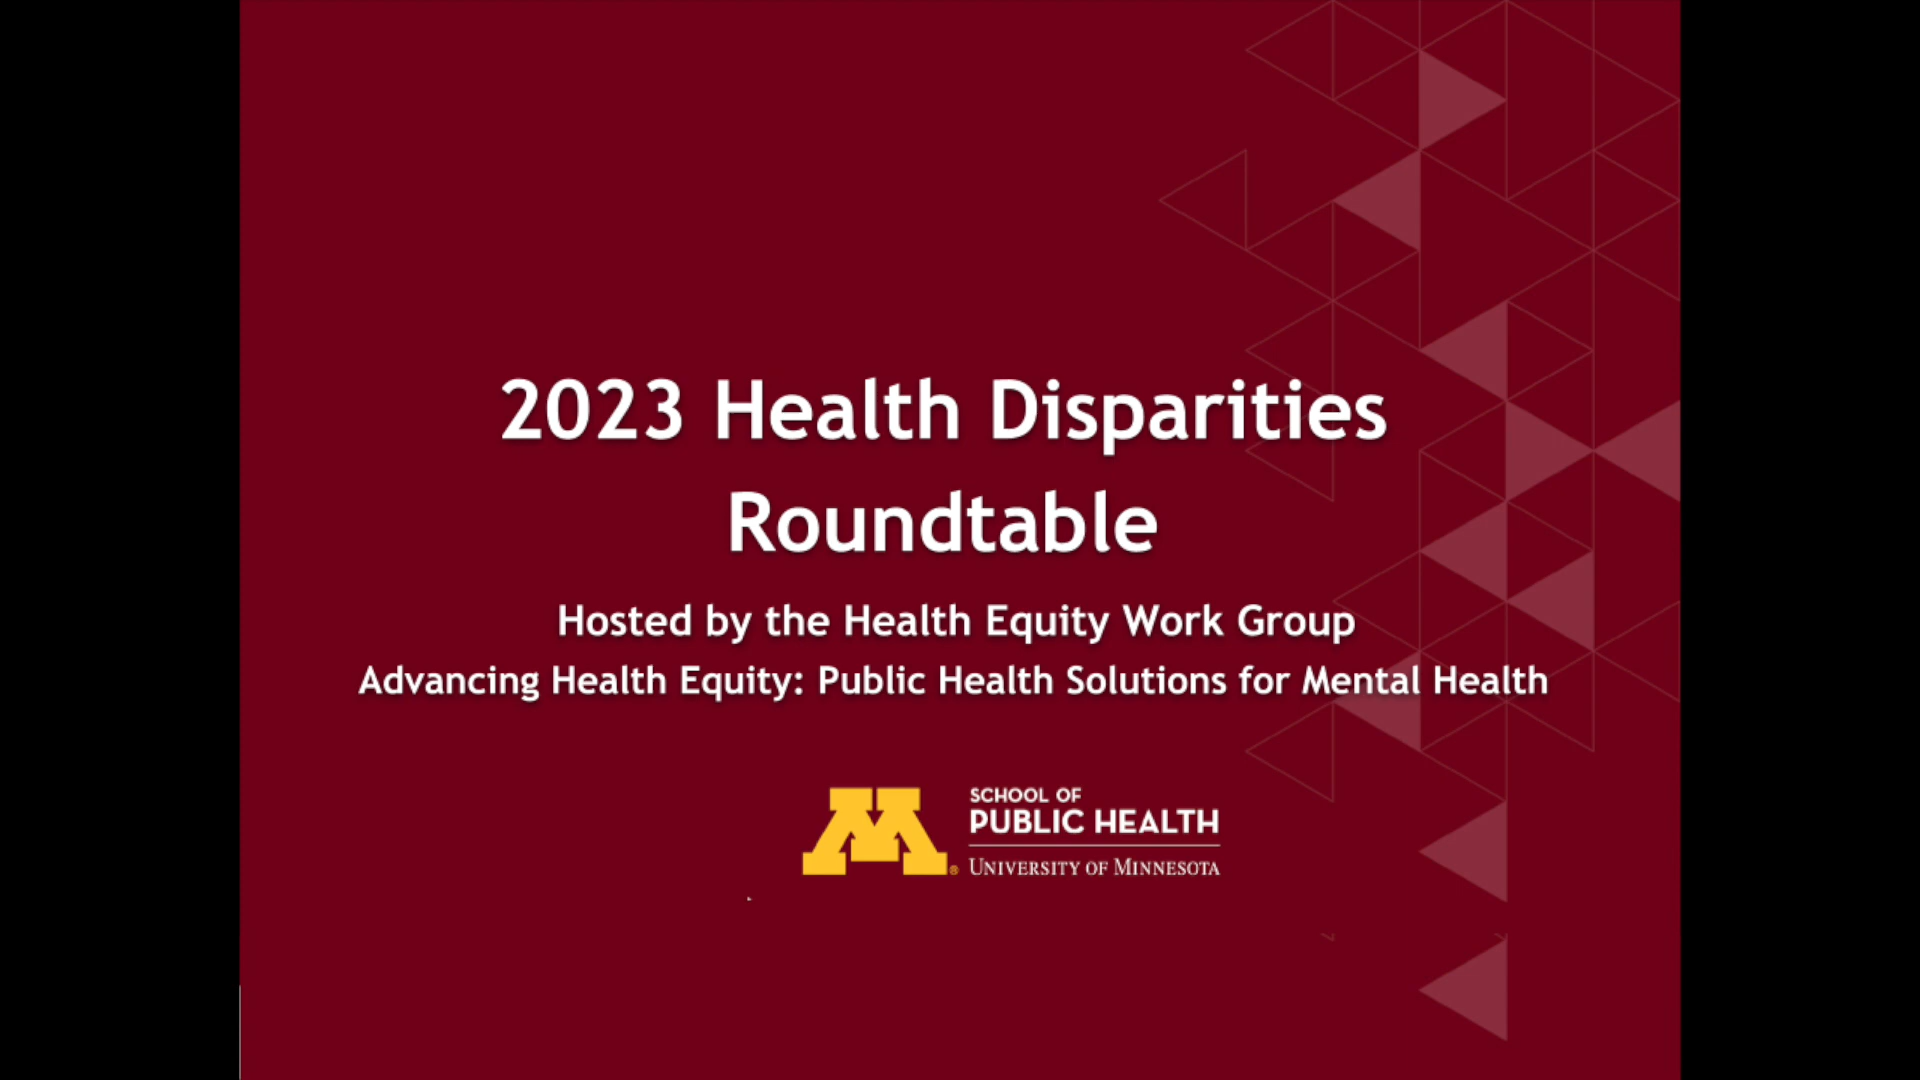 2023 Health Disparities
Roundtable
Hosted by the Health Equity Work Group
Advancing Health Equity: Public Health Solutions for Mental Health
M®
SCHOOL OF
PUBLIC HEALTH
UNIVERSITY OF MINNESOTA